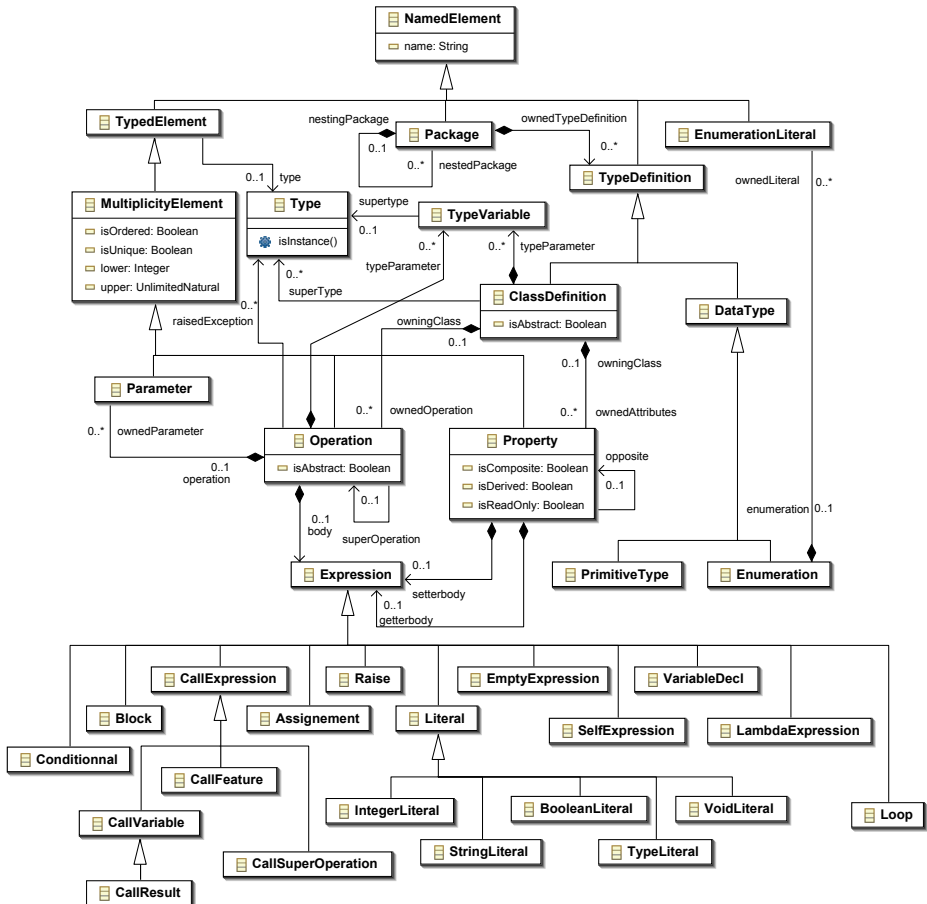 NamedElement
name: String
TypedElement
nestingPackage
0..1
Package
0..*
nestedPackage
ownedTypeDefinition
0..*
EnumerationLiteral
0..1
type
TypeDefinition
ownedLiteral
0..*
MultiplicityElement
isOrdered: Boolean
isUnique: Boolean
lower: Integer
upper: UnlimitedNatural
Type
isInstance()
supertype
0..1
TypeVariable
0..*
typeParameter
0..*
typeParameter
0..*
superType
ClassDefinition
isAbstract: Boolean
DataType
0..*
raisedException
owningClass
0..1
0..1
owningClass
Parameter
0..*
ownedParameter
0..*
ownedOperation
0..*
ownedAttributes
Operation
isAbstract: Boolean
Property
isComposite: Boolean
isDerived: Boolean
isReadOnly: Boolean
opposite
0..1
0..1
operation
0..1
superOperation
0..1
body
enumeration
0..1
Expression
0..1
setterbody
0..1
getterbody
PrimitiveType
Enumeration
CallExpression
Raise
EmptyExpression
VariableDecl
Block
Assignement
Literal
SelfExpression
LambdaExpression
Conditionnal
CallFeature
IntegerLiteral
BooleanLiteral
VoidLiteral
Loop
CallVariable
StringLiteral
TypeLiteral
CallSuperOperation
CallResult